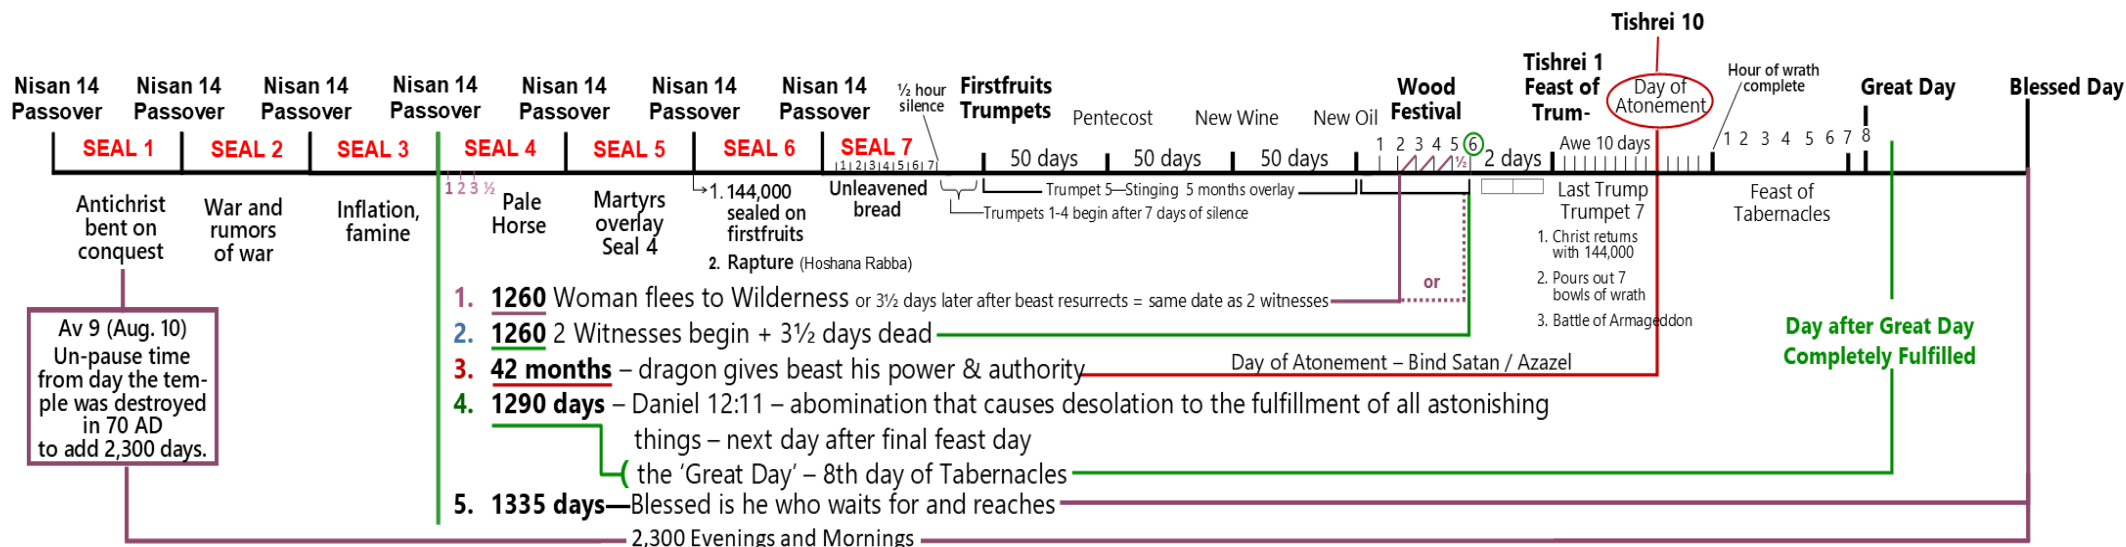 Tishrei 10
Nisan 14
Passover
Nisan 14
Passover
Nisan 14
Passover
Nisan 14
Passover
Nisan 14
Passover
Nisan 14
Passover
Nisan 14
Passover
½ hour
silence
Firstfruits
Trumpets
Pentecost
New Wine
New Oil
Wood
Festival
Tishrei 1
Feast of
Trum-
Day of
Atonement
Hour of wrath
complete
Great Day
Blessed Day
SEAL 1
SEAL 2
SEAL 3
SEAL 4
SEAL 5
SEAL 6
SEAL 7
1 2 3 4 5 6 7
50 days
50 days
50 days
1 2 3 4 5 6
½
2 days
Awe 10 days
1 2 3 4 5 6 7 8
1 2 3 ½
Antichrist
bent on
conquest
War and
rumors
of war
Inflation,
famine
Pale
Horse
Martyrs
overlay
Seal 4
1. 144,000
sealed on
firstfruits
2. Rapture (Hoshana Rabba)
Unleavened
bread
Trumpet 5—Stinging 5 months overlay
Trumpets 1-4 begin after 7 days of silence
Last Trump
Trumpet 7
1. Christ returns
with 144,000
2. Pours out 7
bowls of wrath
3. Battle of Armageddon
Feast of
Tabernacles
Av 9 (Aug. 10)
Un-pause time
from day the tem-
ple was destroyed
in 70 AD
to add 2,300 days.
1. 1260 Woman flees to Wilderness or 3½ days later after beast resurrects = same date as 2 witnesses
or
2. 1260 2 Witnesses begin + 3½ days dead
3. 42 months – dragon gives beast his power & authority
Day of Atonement – Bind Satan / Azazel
4. 1290 days – Daniel 12:11 – abomination that causes desolation to the fulfillment of all astonishing
things – next day after final feast day
( the ‘Great Day’ – 8th day of Tabernacles
Day after Great Day
Completely Fulfilled
5. 1335 days—Blessed is he who waits for and reaches
2,300 Evenings and Mornings